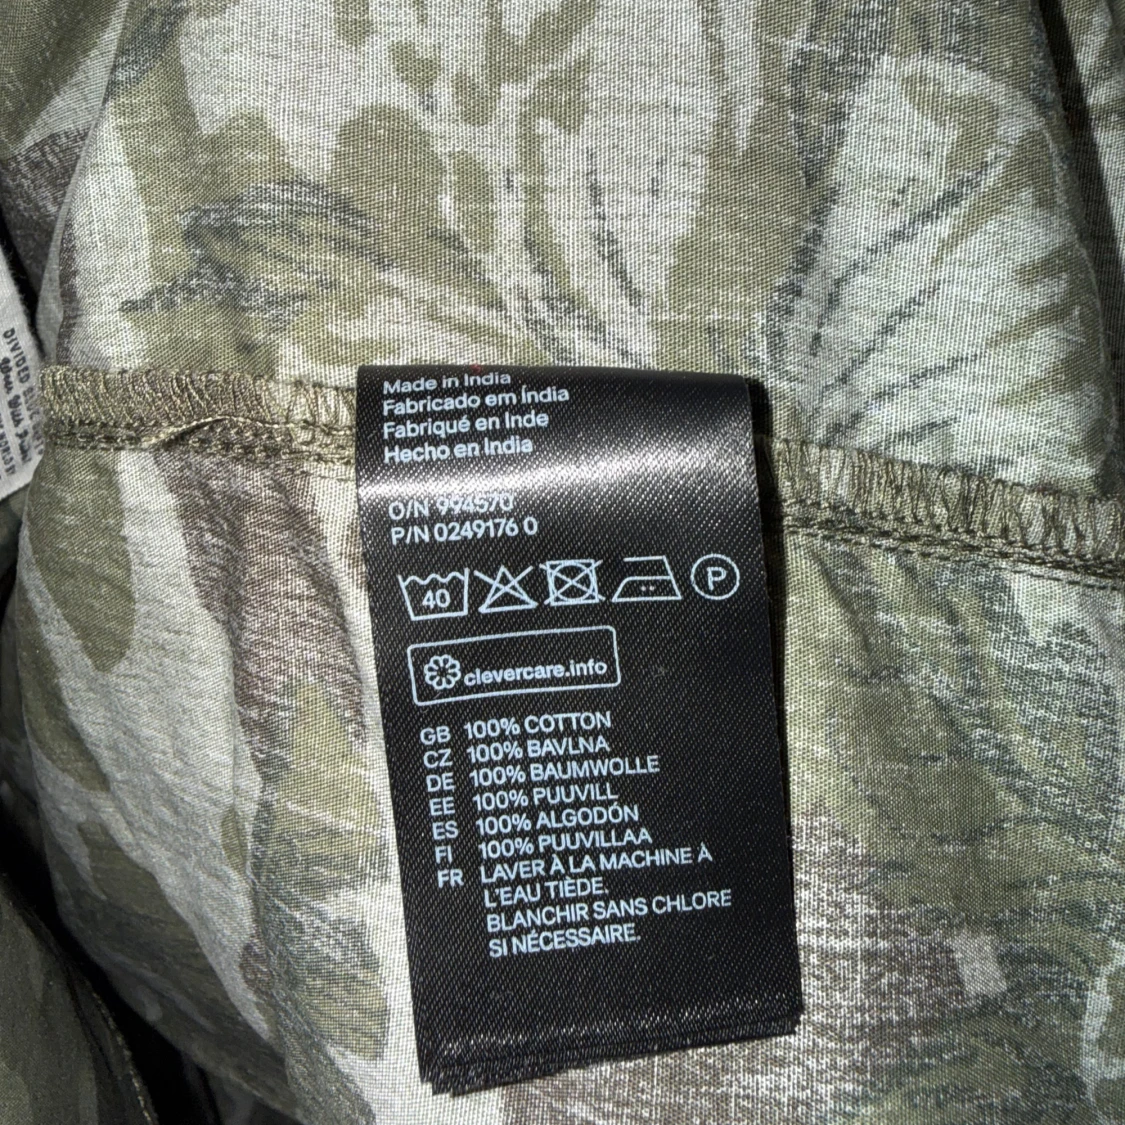 DIVIDED
Made in India
Fabricado em Índia
Fabriqué en Inde
Hecho en India
O/N 994570
P/N 0249176 0
40
P
clevercare.info
GB 100% COTTON
CZ 100% BAVLNA
DE 100% BAUMWOLLE
EE 100% PUUVILL
ES 100% ALGODÓN
FI 100% PUUVILLAA
FR LAVER À LA MACHINE À
L'EAU TIÈDE.
BLANCHIR SANS CHLORE
SI NÉCESSAIRE.